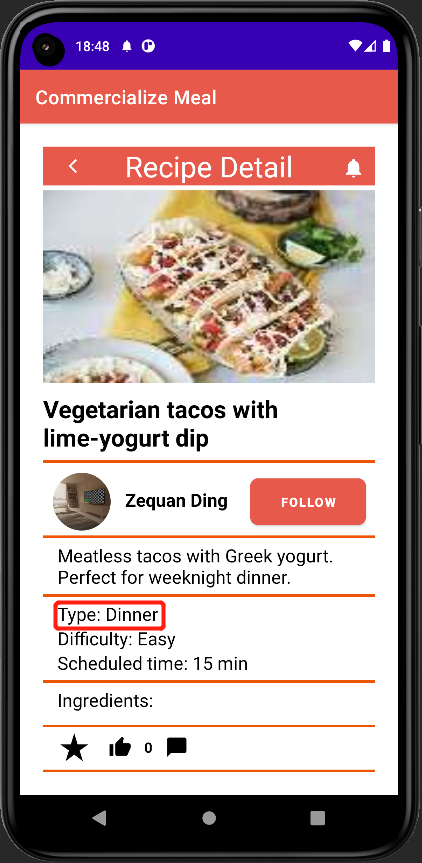 18:48
Commercialize Meal
Recipe Detail
Vegetarian tacos with
lime-yogurt dip
Zequan Ding
FOLLOW
Meatless tacos with Greek yogurt.
Perfect for weeknight dinner.
Type: Dinner
Difficulty: Easy
Scheduled time: 15 min
Ingredients:
0